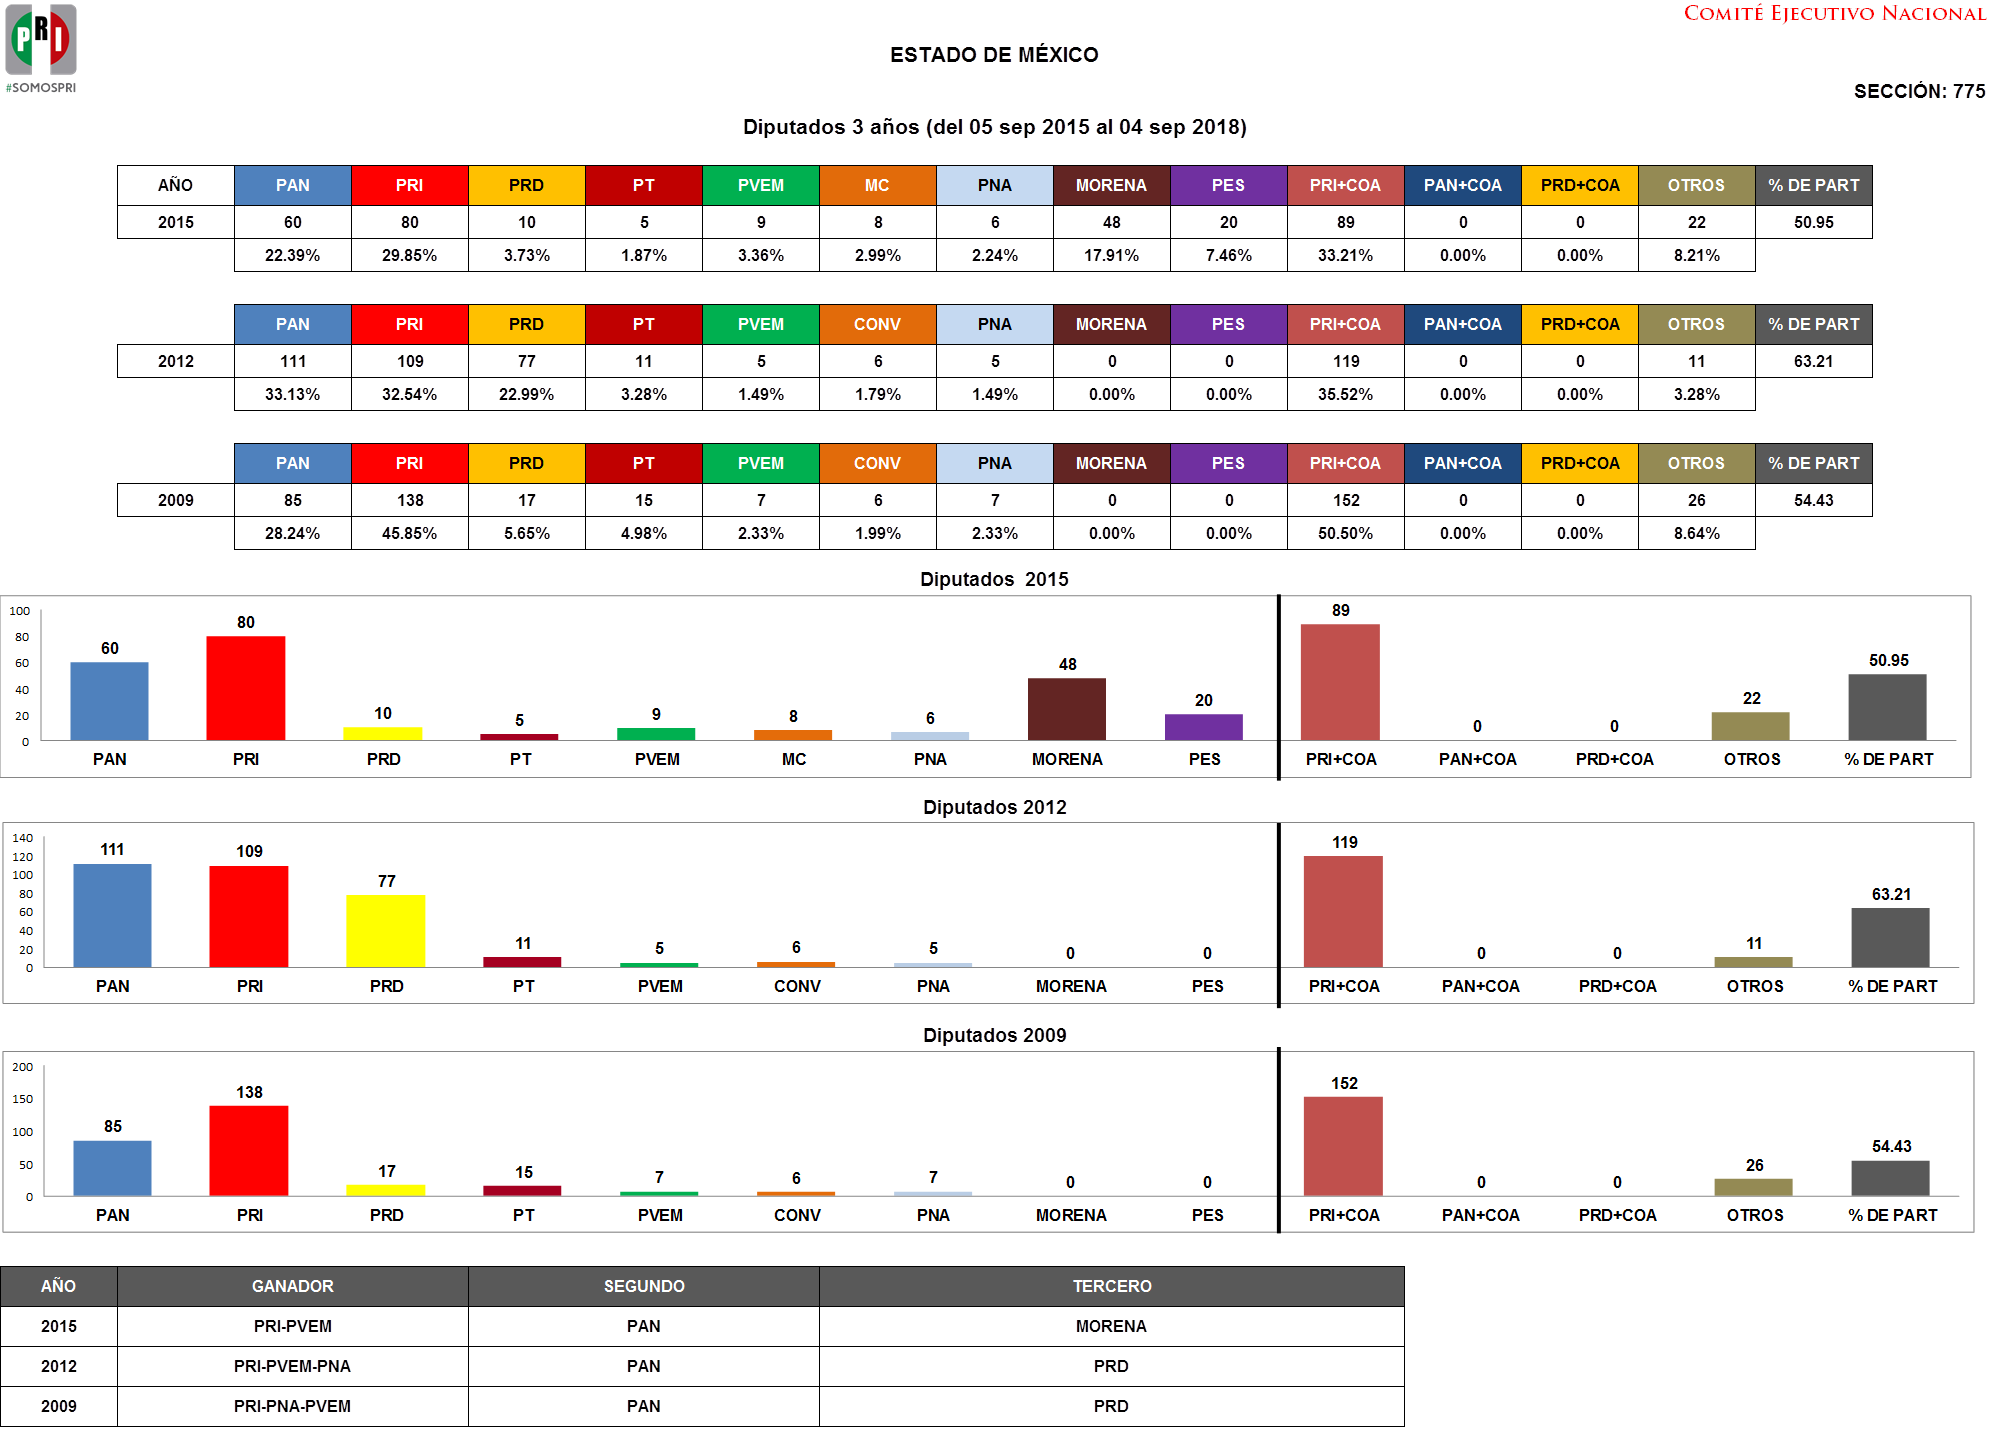 PRI
#SOMOSPRI
COMITÉ EJECUTIVO NACIONAL
ESTADO DE MÉXICO
SECCIÓN: 775
Diputados 3 años (del 05 sep 2015 al 04 sep 2018)
AÑO PAN PRI PRD PT PVEM MC PNA MORENA PES PRI+COA PAN+COA PRD+COA OTROS % DE PART
2015 60 80 10 5 9 8 6 48 20 89 0 0 22 50.95
22.39% 29.85% 3.73% 1.87% 3.36% 2.99% 2.24% 17.91% 7.46% 33.21% 0.00% 0.00% 8.21%
PAN PRI PRD PT PVEM CONV PNA MORENA PES PRI+COA PAN+COA PRD+COA OTROS % DE PART
2012 111 109 77 11 5 6 5 0 0 119 0 0 11 63.21
33.13% 32.54% 22.99% 3.28% 1.49% 1.79% 1.49% 0.00% 0.00% 35.52% 0.00% 0.00% 3.28%
PAN PRI PRD PT PVEM CONV PNA MORENA PES PRI+COA PAN+COA PRD+COA OTROS % DE PART
2009 85 138 17 15 7 6 7 0 0 152 0 0 26 54.43
28.24% 45.85% 5.65% 4.98% 2.33% 1.99% 2.33% 0.00% 0.00% 50.50% 0.00% 0.00% 8.64%
Diputados 2015
100
80
60
40
20
0
60 80 10 5 9 8 6 48 20 89 0 0 22 50.95
PAN PRI PRD PT PVEM MC PNA MORENA PES PRI+COA PAN+COA PRD+COA OTROS % DE PART
Diputados 2012
140
120
100
80
60
40
20
0
111 109 77 11 5 6 5 0 0 119 0 0 11 63.21
PAN PRI PRD PT PVEM CONV PNA MORENA PES PRI+COA PAN+COA PRD+COA OTROS % DE PART
Diputados 2009
200
150
100
50
0
85 138 17 15 7 6 7 0 0 152 0 0 26 54.43
PAN PRI PRD PT PVEM CONV PNA MORENA PES PRI+COA PAN+COA PRD+COA OTROS % DE PART
AÑO GANADOR SEGUNDO TERCERO
2015 PRI-PVEM PAN MORENA
2012 PRI-PVEM-PNA PAN PRD
2009 PRI-PNA-PVEM PAN PRD